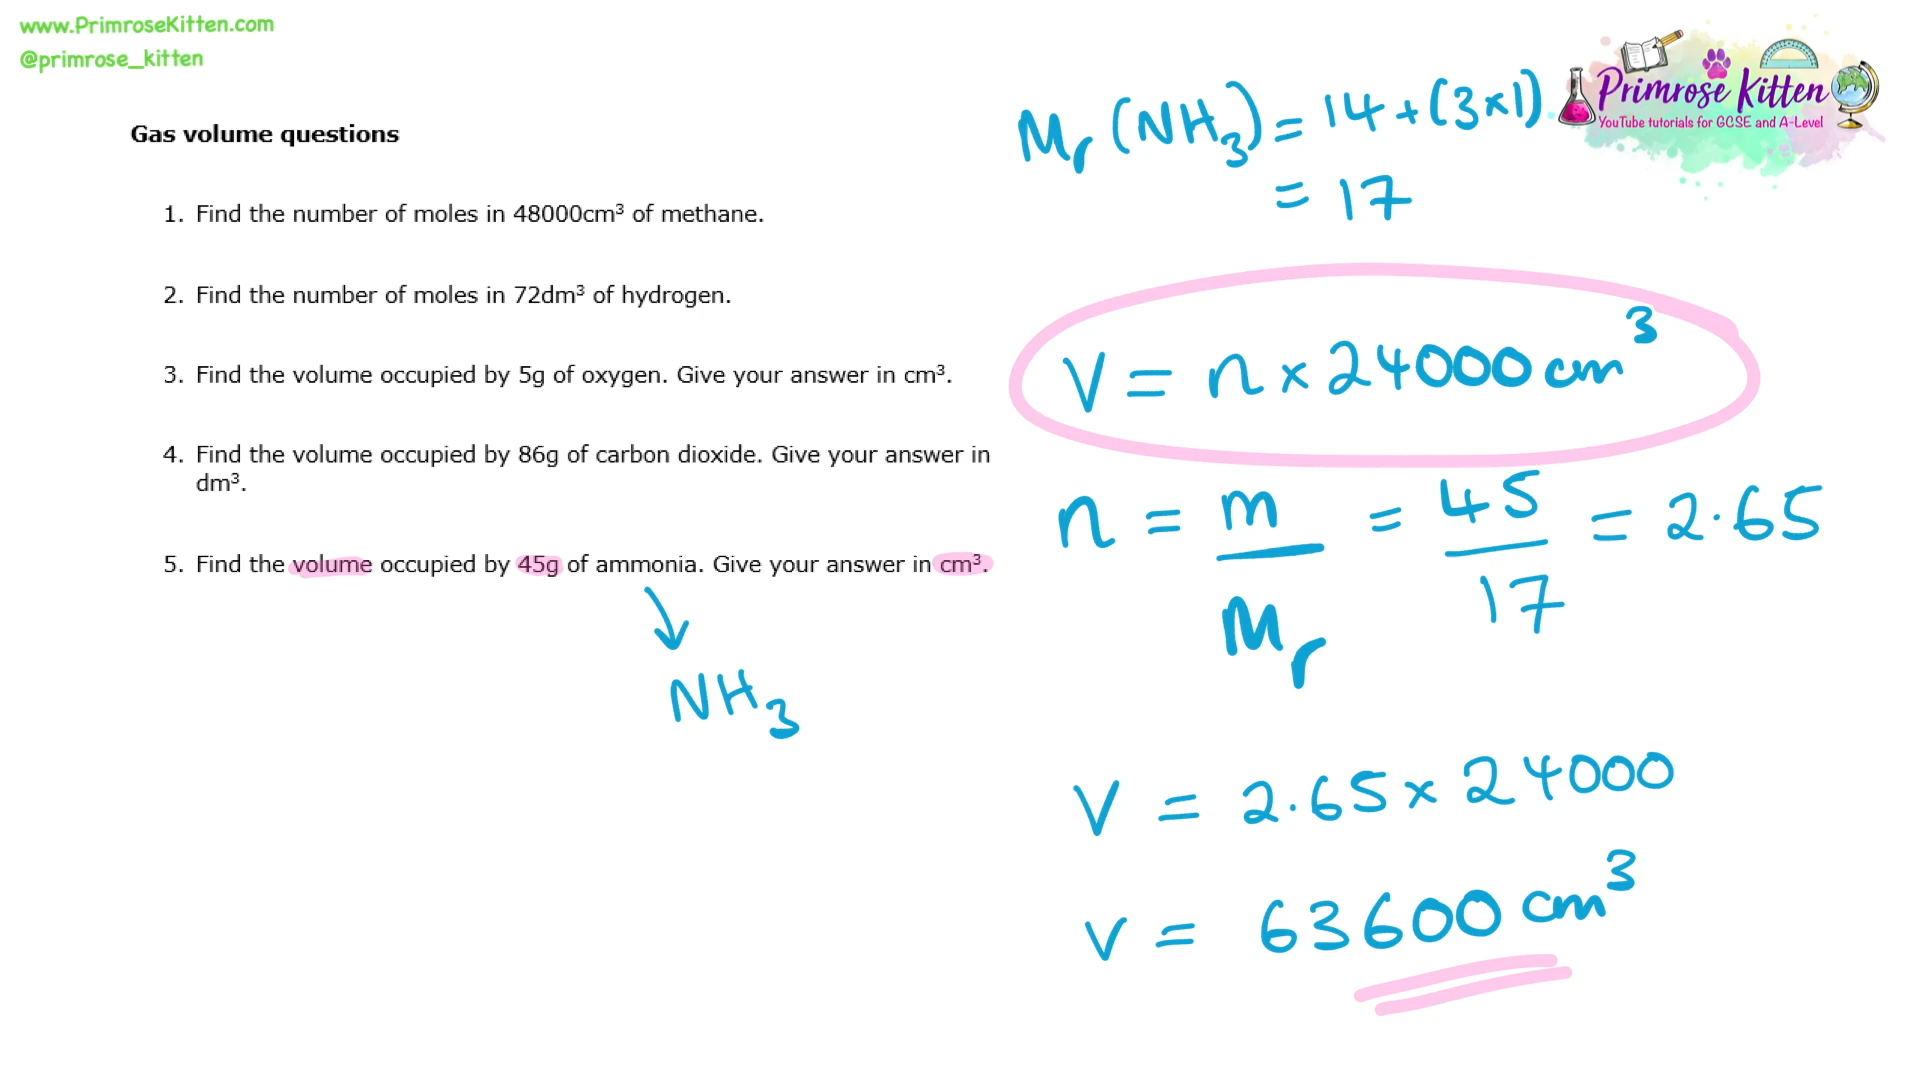 www.PrimroseKitten.com
@primrose_kitten
Primrose Kitten
YouTube tutorials for GCSE and A-Level
Gas volume questions
1. Find the number of moles in 48000cm³ of methane.
2. Find the number of moles in 72dm³ of hydrogen.
3. Find the volume occupied by 5g of oxygen. Give your answer in cm³.
4. Find the volume occupied by 86g of carbon dioxide. Give your answer in
dm³.
5. Find the volume occupied by 45g of ammonia. Give your answer in cm³.
NH₃
Mᵣ (NH₃) = 14 + (3×1)
= 17
V = n × 24000 cm³
n = m/Mᵣ = 45/17 = 2.65
V = 2.65 × 24000
V = 63600 cm³